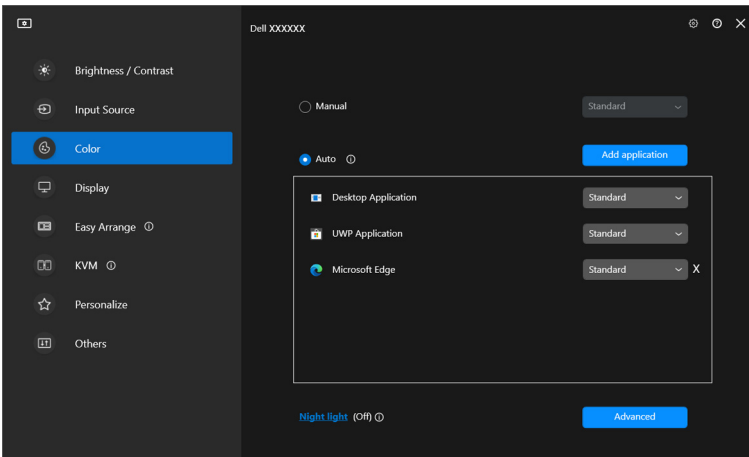 Dell XXXXXX
Brightness / Contrast
Input Source
Color
Display
Easy Arrange
KVM
Personalize
Others
Manual
Standard
Auto
Add application
Desktop Application
Standard
UWP Application
Standard
Microsoft Edge
Standard
X
Night light (Off)
Advanced